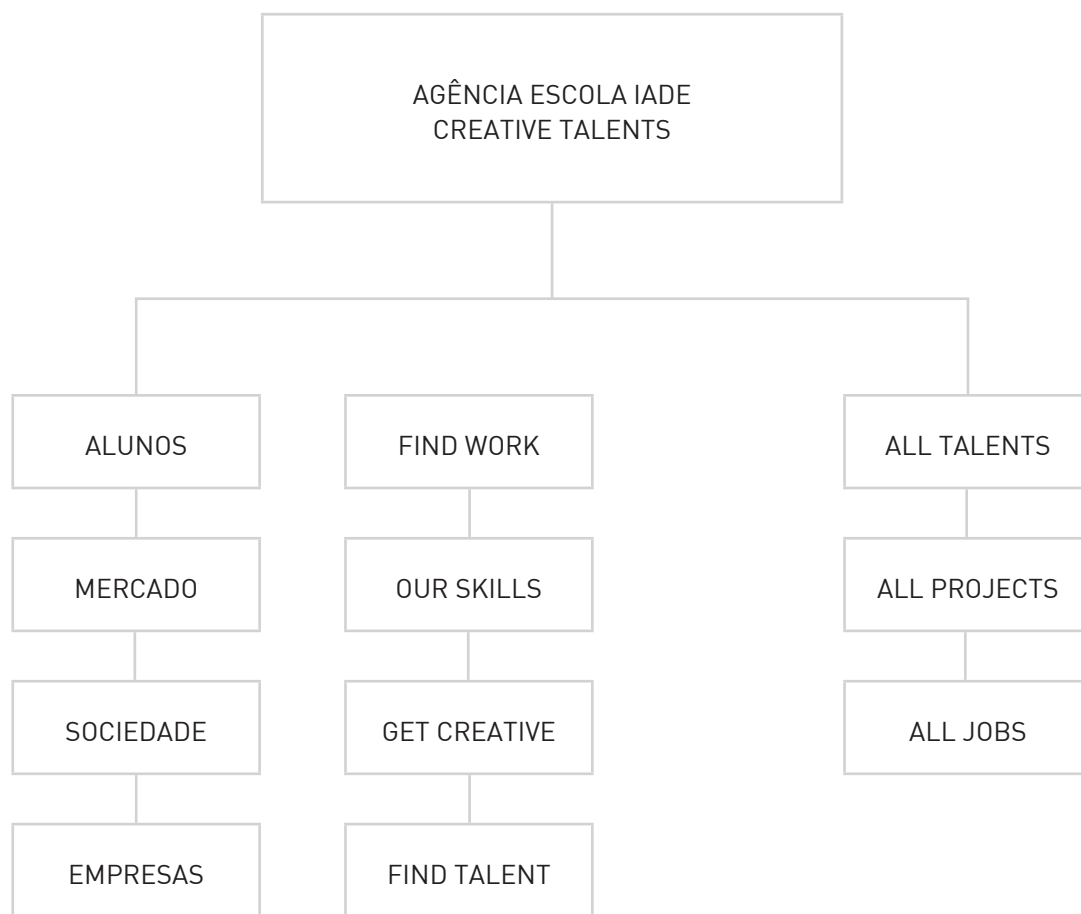 AGÊNCIA ESCOLA IADE
CREATIVE TALENTS
ALUNOS
FIND WORK
ALL TALENTS
MERCADO
OUR SKILLS
ALL PROJECTS
SOCIEDADE
GET CREATIVE
ALL JOBS
EMPRESAS
FIND TALENT